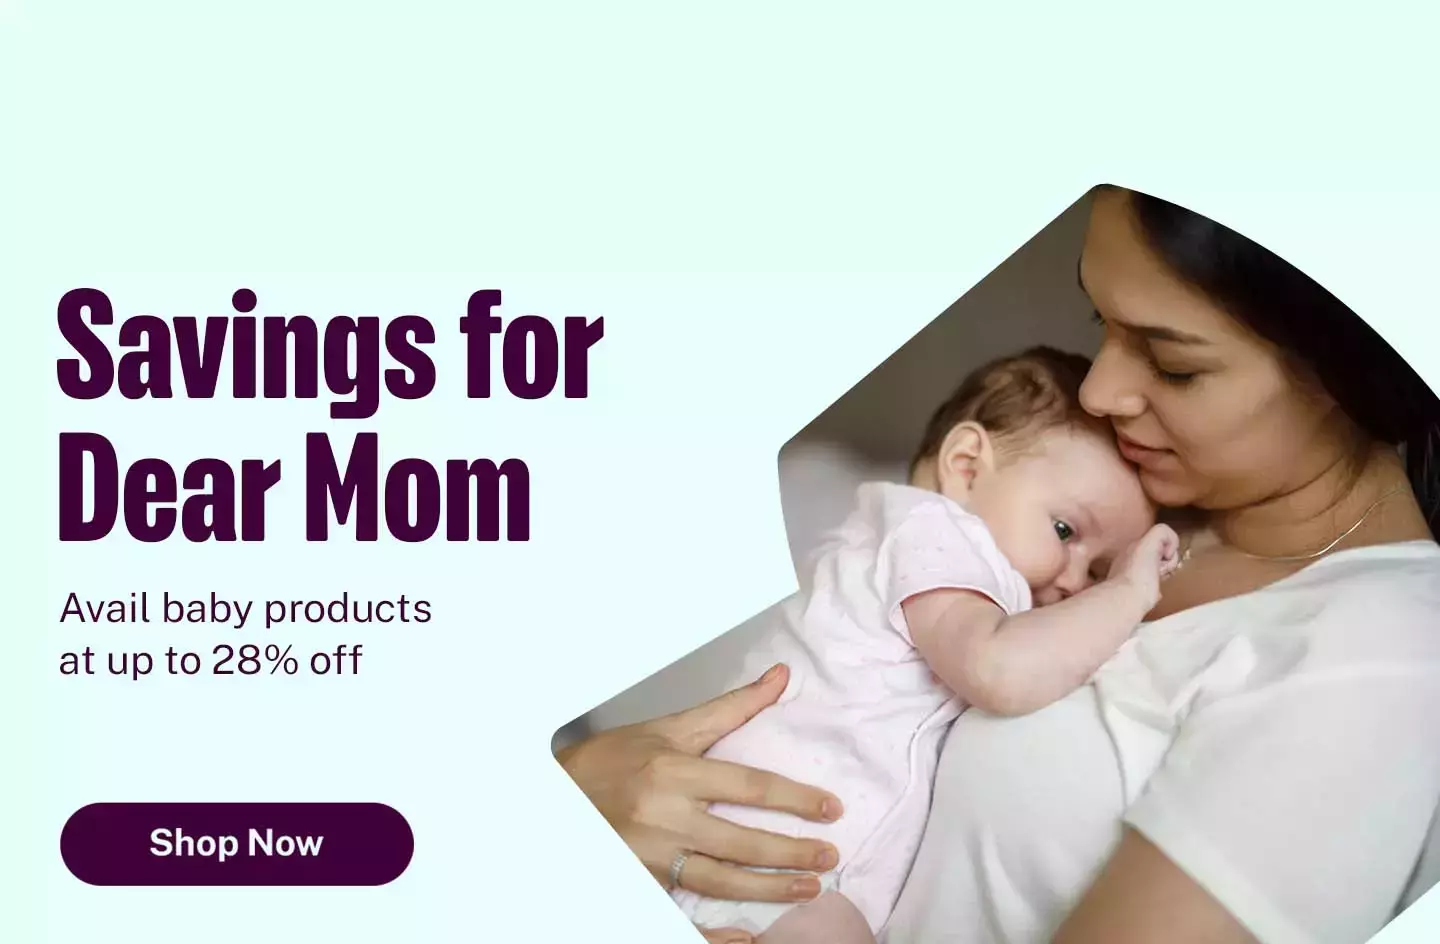 Savings for
Dear Mom
Avail baby products
at up to 28% off
Shop Now